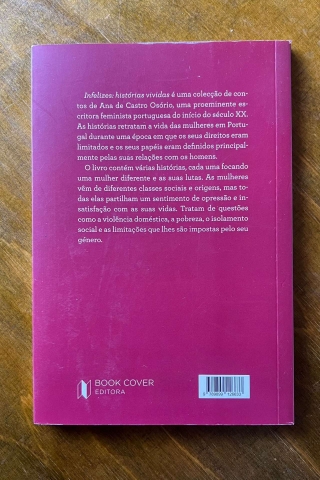 Infelizes: histórias vividas é uma colecção de con-
tos de Ana de Castro Osório, uma proeminente es-
critora feminista portuguesa do início do século XX.
As histórias retratam a vida das mulheres em Por-
tugal durante uma época em que os seus direitos eram
limitados e os seus papéis eram definidos principal-
mente pelas suas relações com os homens.
O livro contém várias histórias, cada uma focando
uma mulher diferente e as suas lutas. As mulheres
vêm de diferentes classes sociais e origens, mas to-
das elas partilham um sentimento de opressão e in-
satisfação com as suas vidas. Tratam de questões
como a violência doméstica, a pobreza, o isolamento
social e as limitações que lhes são impostas pelo seu
género.
BOOK COVER
EDITORA